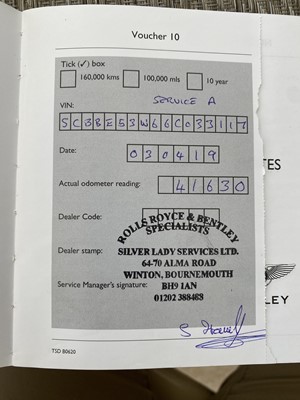 Voucher 10
Tick (✓) box
160,000 kms 100,000 mls 10 year
SERVICE A
VIN:
SCBBE53W66C033117
Date:
030419
Actual odometer reading: 41630
Dealer Code:
ROLLS ROYCE & BENTLEY
SPECIALISTS
Dealer stamp:
SILVER LADY SERVICES LTD.
64-70 ALMA ROAD
WINTON, BOURNEMOUTH
Service Manager's signature:
BH9 1AN
01202 388488
TSD 80620
TES
LEY